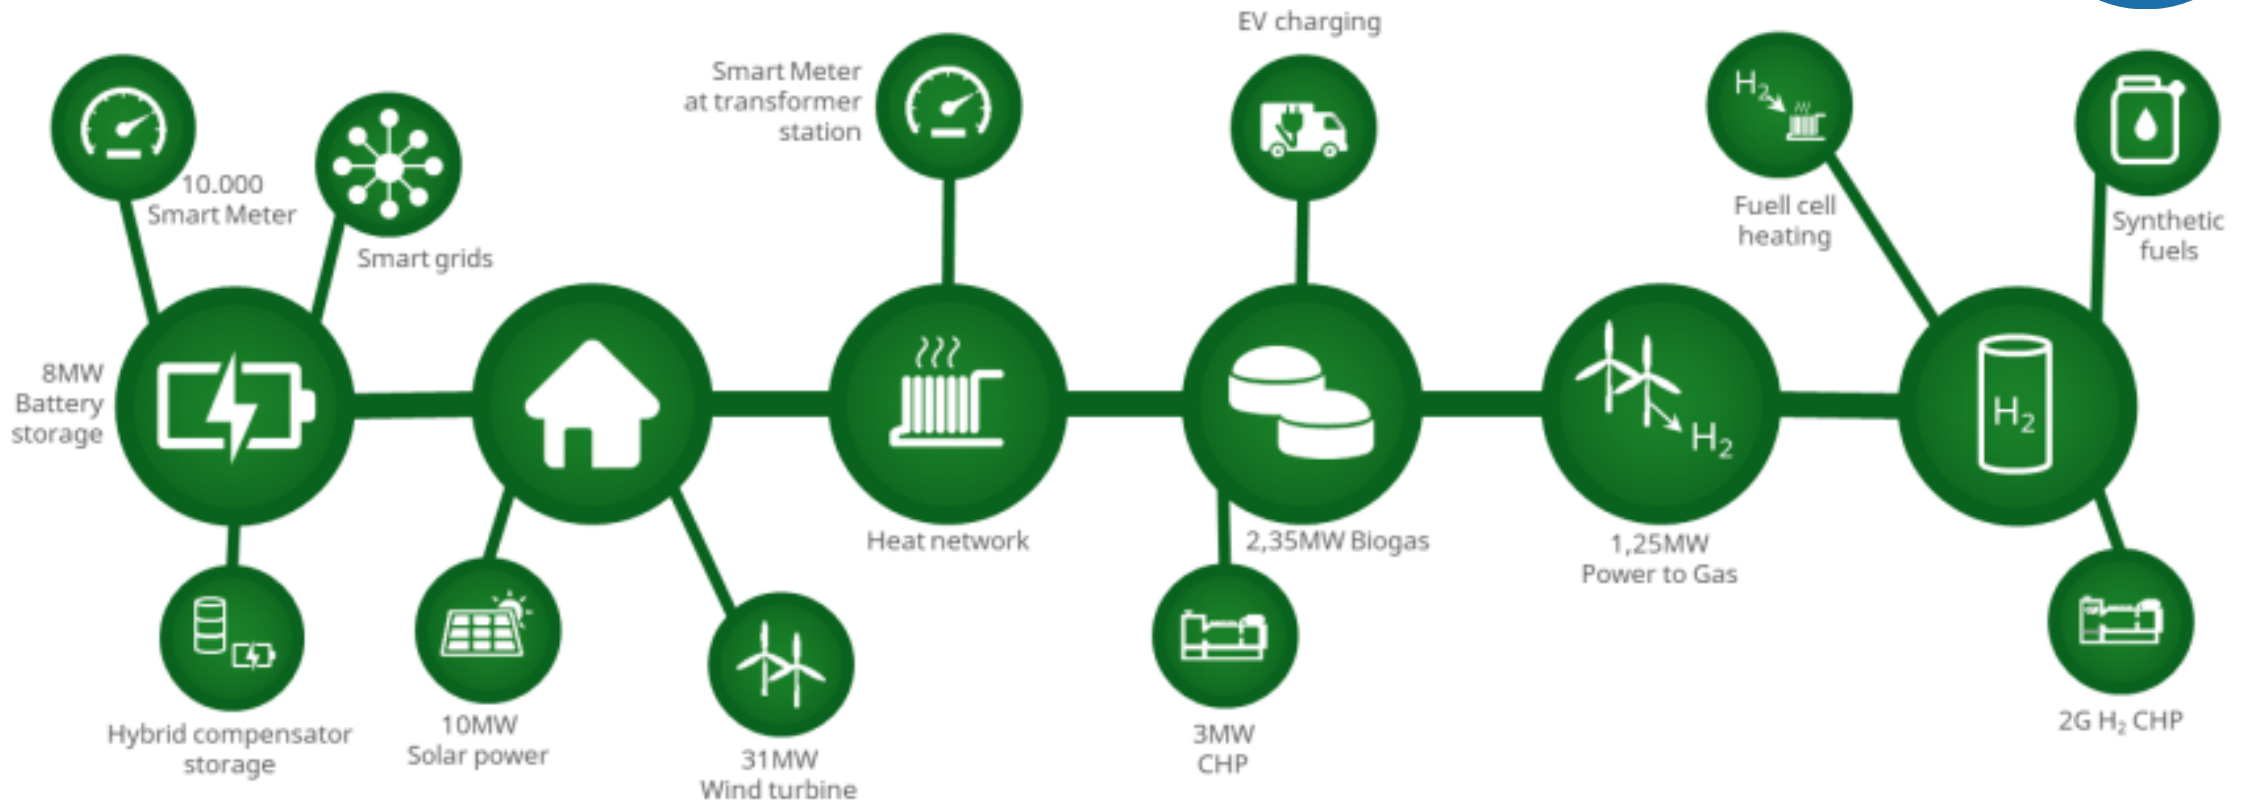 EV charging
Smart Meter
at transformer
station
10.000
Smart Meter
Smart grids
H₂
Fuell cell
heating
Synthetic
fuels
8MW
Battery
storage
H₂
H₂
Heat network
2,35MW Biogas
1,25MW
Power to Gas
Hybrid compensator
storage
10MW
Solar power
31MW
Wind turbine
3MW
CHP
2G H₂ CHP